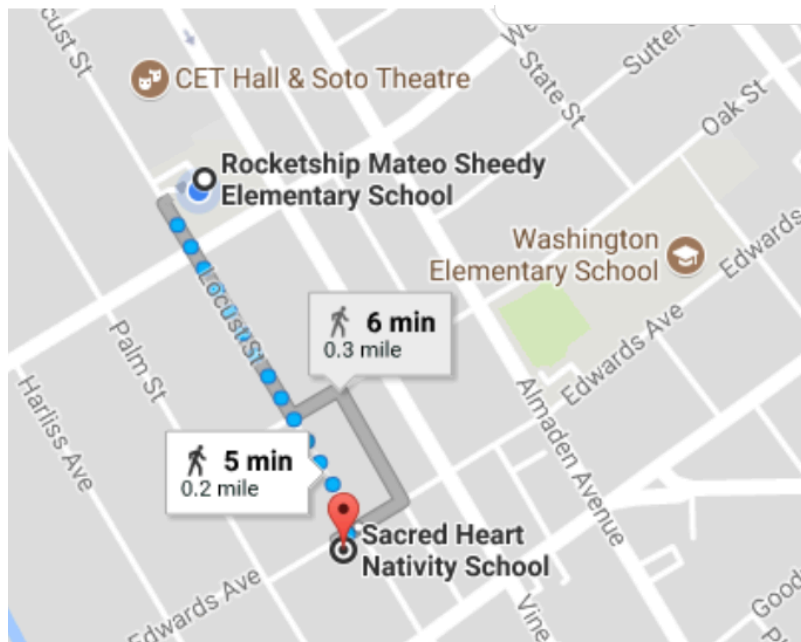 cust St
CET Hall & Soto Theatre
We
State St
Sutter
Oak St
Rocketship Mateo Sheedy
Elementary School
Washington
Elementary School
Edwards
Locust St
6 min
0.3 mile
Edwards Ave
Palm St
Harliss Ave
Almaden Avenue
5 min
0.2 mile
Sacred Heart
Nativity School
Edwards Ave
Vine
Good